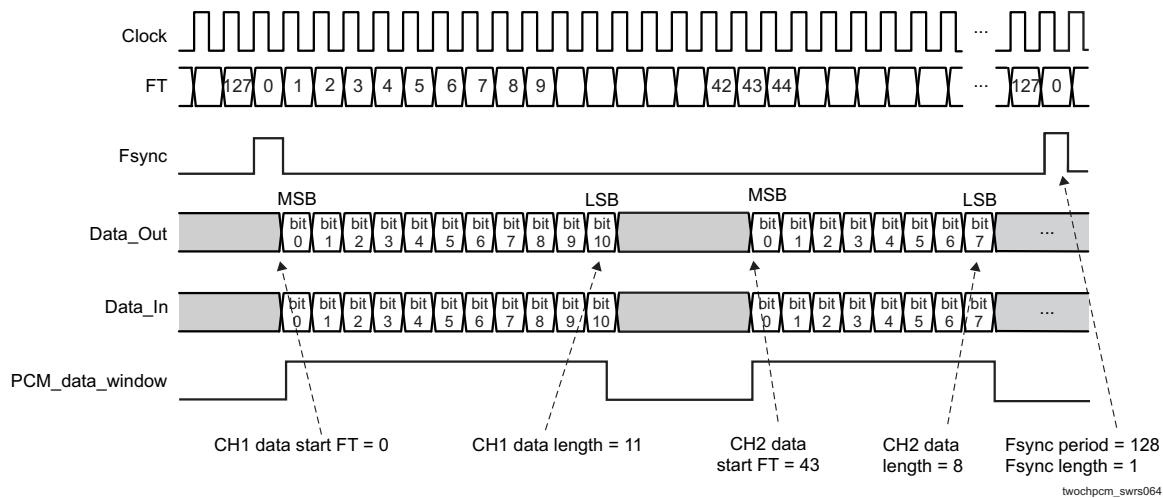 Clock ...
FT 127 0 1 2 3 4 5 6 7 8 9 42 43 44 ... 127 0
Fsync
MSB LSB MSB LSB
Data_Out bit 0 bit 1 bit 2 bit 3 bit 4 bit 5 bit 6 bit 7 bit 8 bit 9 bit 10 bit 0 bit 1 bit 2 bit 3 bit 4 bit 5 bit 6 bit 7 ...
Data_In bit 0 bit 1 bit 2 bit 3 bit 4 bit 5 bit 6 bit 7 bit 8 bit 9 bit 10 bit 0 bit 1 bit 2 bit 3 bit 4 bit 5 bit 6 bit 7 ...
PCM_data_window
CH1 data start FT = 0
CH1 data length = 11
CH2 data
start FT = 43
CH2 data
length = 8
Fsync period = 128
Fsync length = 1
twochpcm_swrs064